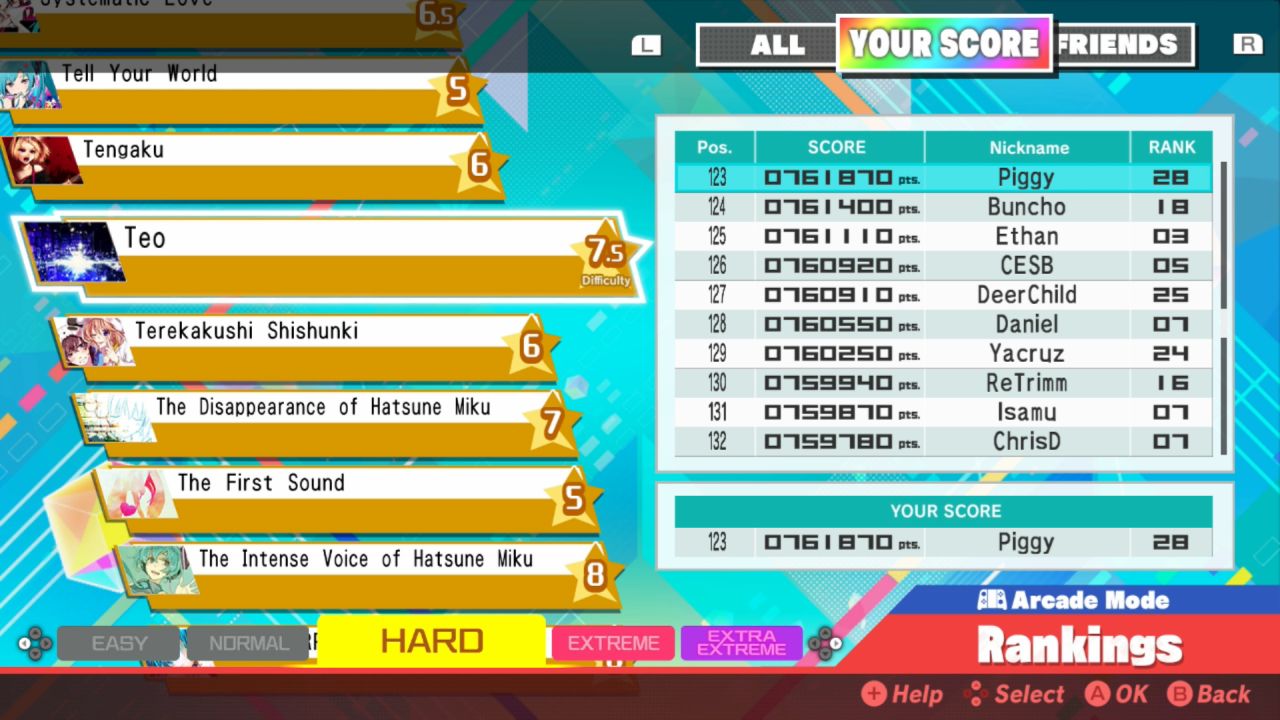 Systematic Love
6.5
Tell Your World
5
Tengaku
6
Teo
7.5
Difficulty
Terekakushi Shishunki
6
The Disappearance of Hatsune Miku
7
The First Sound
5
The Intense Voice of Hatsune Miku
8
EASY NORMAL HARD EXTREME EXTRA EXTREME
L ALL YOUR SCORE FRIENDS R
Pos. SCORE Nickname RANK
123 0761870 pts. Piggy 28
124 0761400 pts. Buncho 18
125 0761110 pts. Ethan 03
126 0760920 pts. CESB 05
127 0760910 pts. DeerChild 25
128 0760550 pts. Daniel 07
129 0760250 pts. Yacruz 24
130 0759940 pts. ReTrimm 16
131 0759870 pts. Isamu 07
132 0759780 pts. ChrisD 07
YOUR SCORE
123 0761870 pts. Piggy 28
Arcade Mode
Rankings
+ Help Select A OK B Back